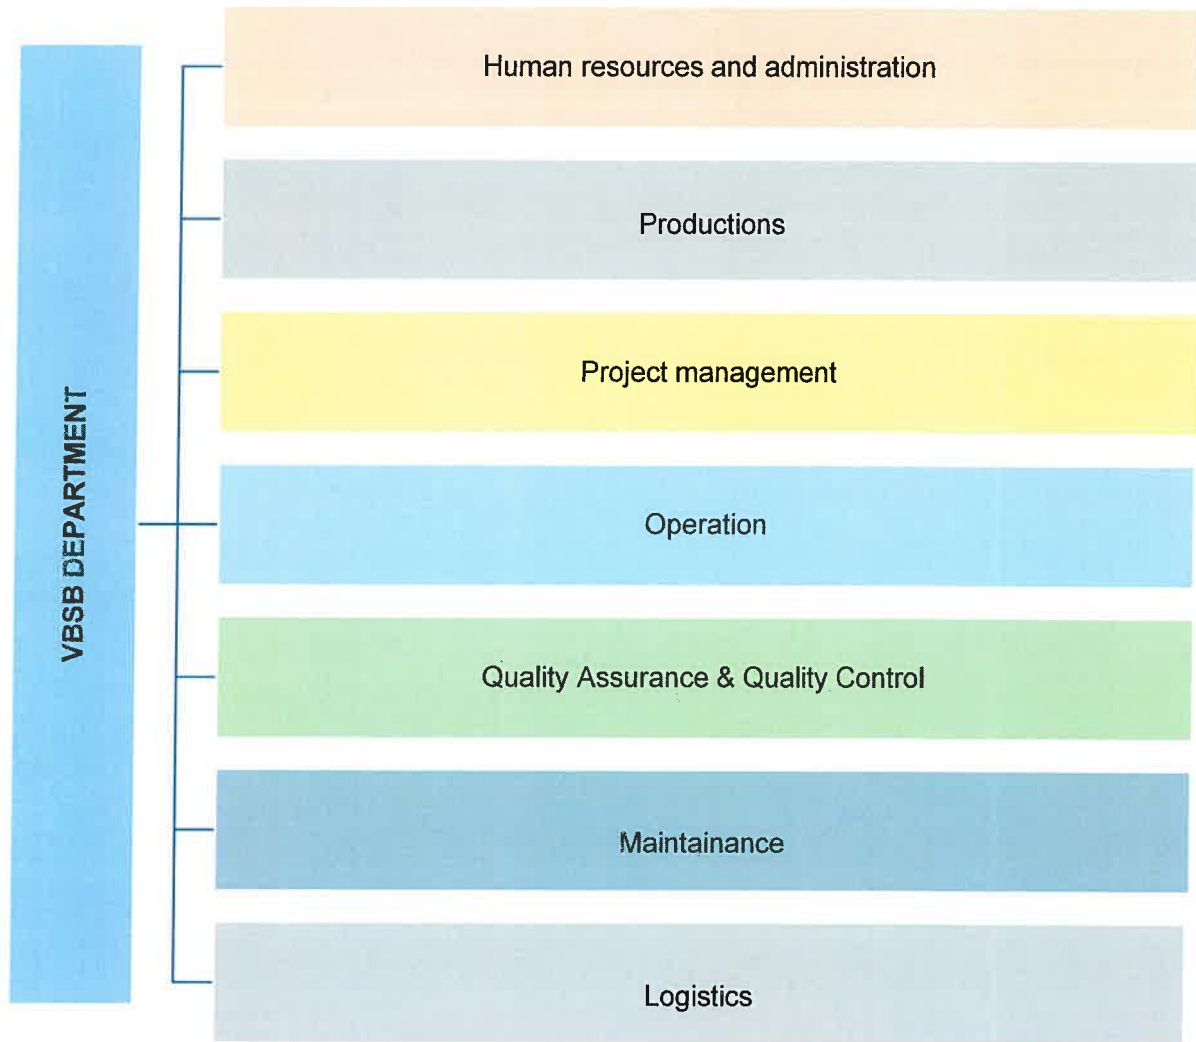 VBSB DEPARTMENT
Human resources and administration
Productions
Project management
Operation
Quality Assurance & Quality Control
Maintainance
Logistics